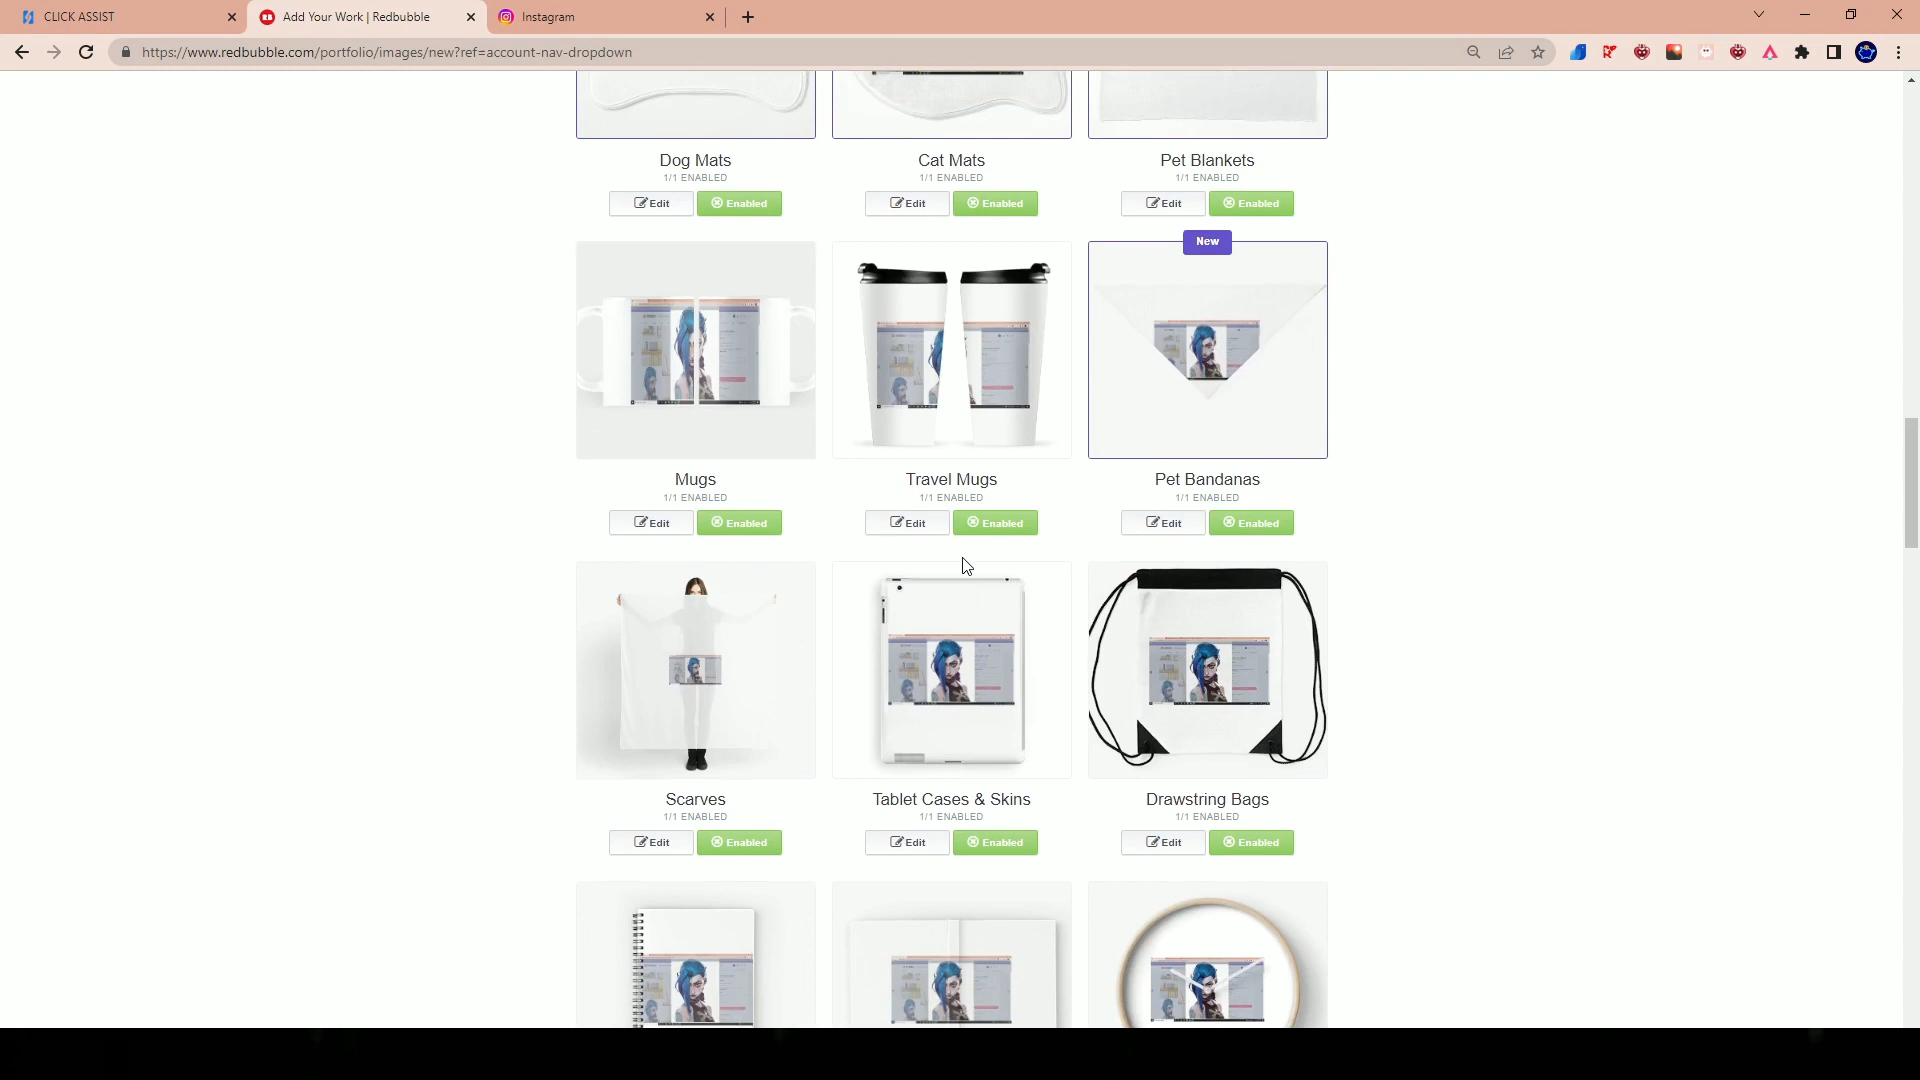 CLICK ASSIST
Add Your Work | Redbubble
Instagram
https://www.redbubble.com/portfolio/images/new?ref=account-nav-dropdown
Dog Mats
Cat Mats
Pet Blankets
1/1 ENABLED
1/1 ENABLED
1/1 ENABLED
Edit
Enabled
Edit
Enabled
Edit
Enabled
New
Mugs
Travel Mugs
Pet Bandanas
1/1 ENABLED
1/1 ENABLED
1/1 ENABLED
Edit
Enabled
Edit
Enabled
Edit
Enabled
Scarves
Tablet Cases & Skins
Drawstring Bags
1/1 ENABLED
1/1 ENABLED
1/1 ENABLED
Edit
Enabled
Edit
Enabled
Edit
Enabled